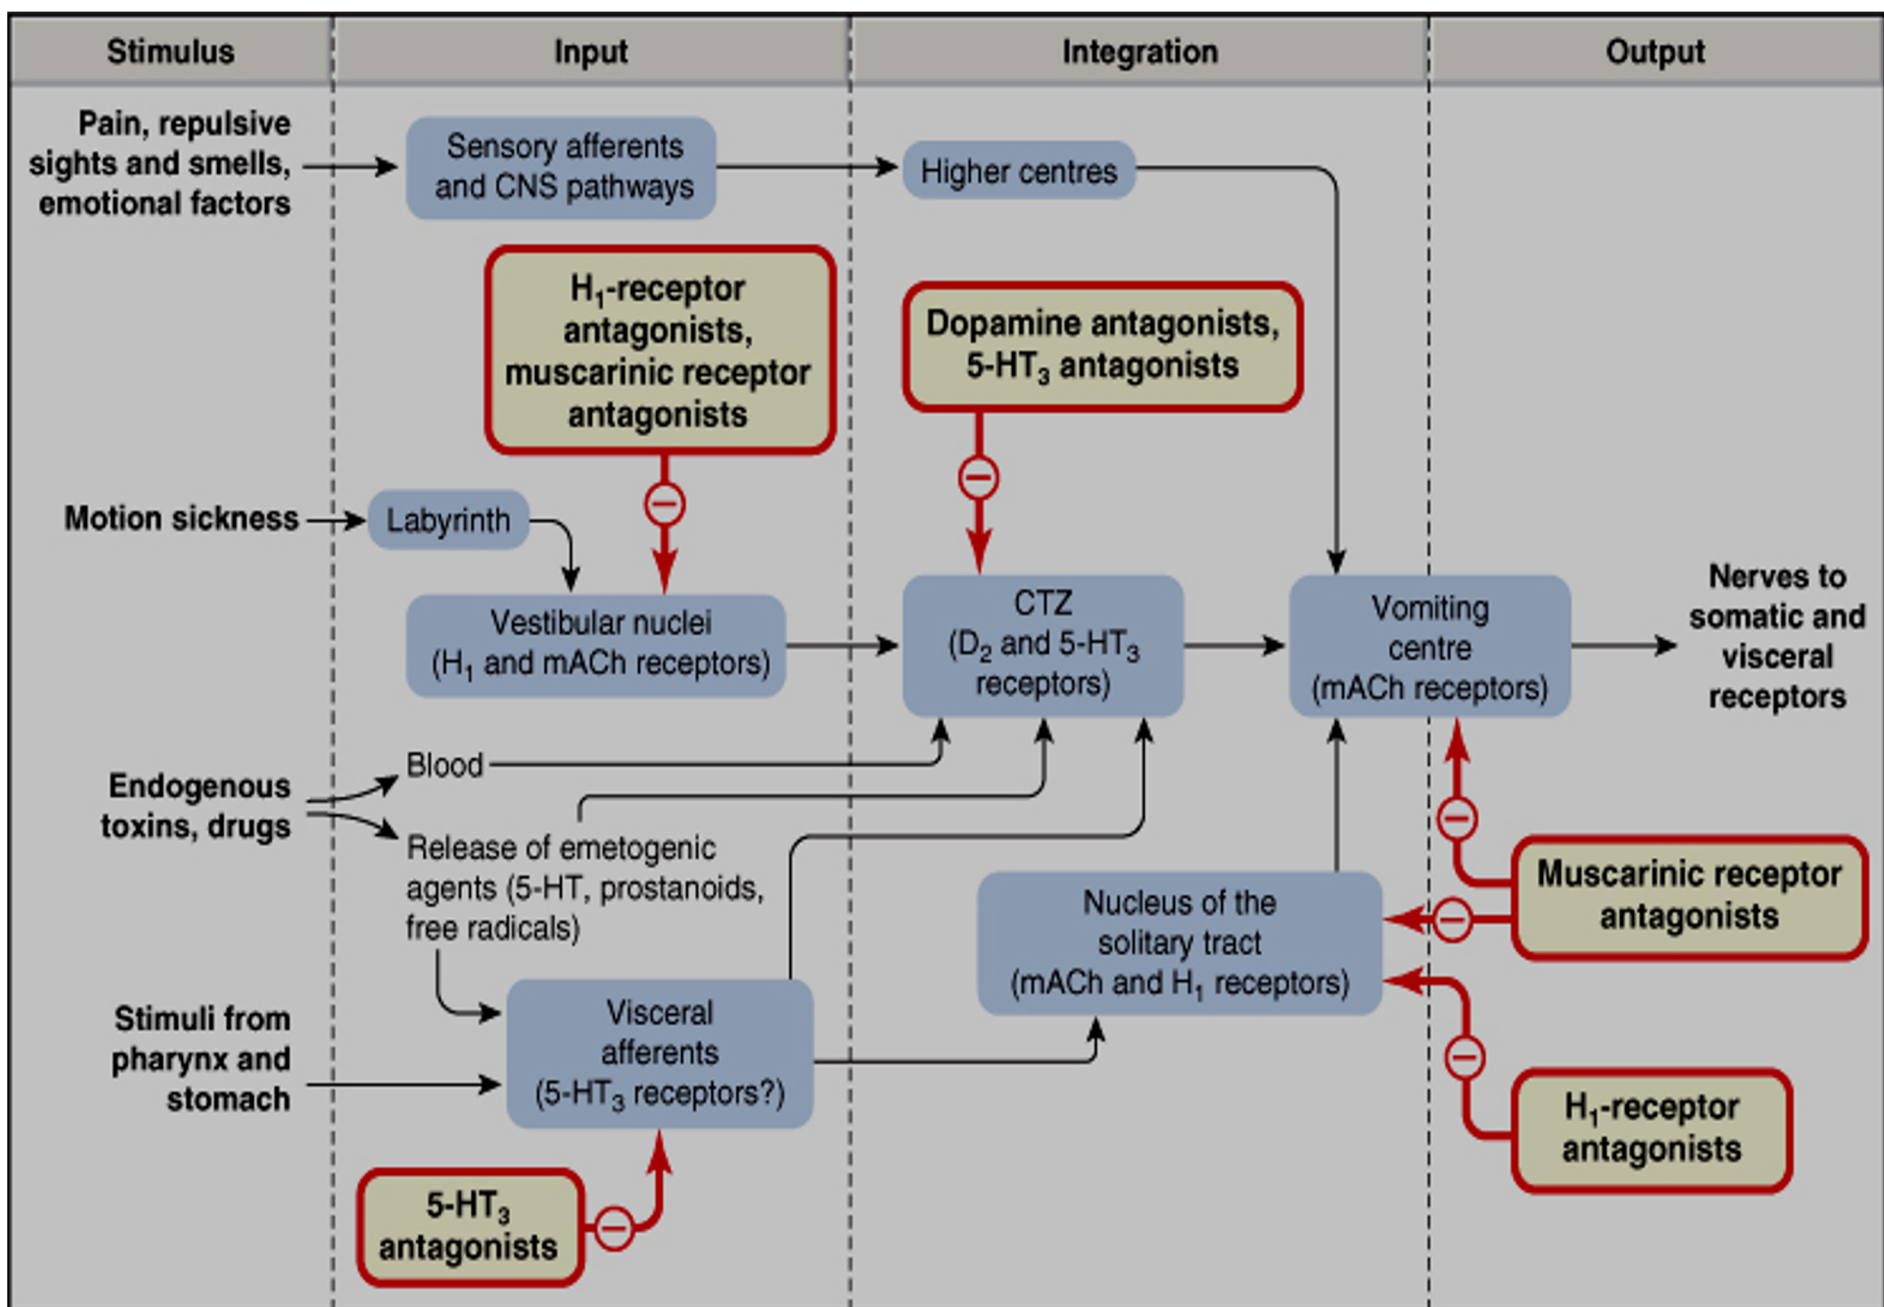 Stimulus
Input
Integration
Output
Pain, repulsive
sights and smells,
emotional factors
Sensory afferents
and CNS pathways
Higher centres
H₁-receptor
antagonists,
muscarinic receptor
antagonists
Dopamine antagonists,
5-HT₃ antagonists
Motion sickness
Labyrinth
Vestibular nuclei
(H₁ and mACh receptors)
CTZ
(D₂ and 5-HT₃
receptors)
Vomiting
centre
(mACh receptors)
Nerves to
somatic and
visceral
receptors
Endogenous
toxins, drugs
Blood
Release of emetogenic
agents (5-HT, prostanoids,
free radicals)
Nucleus of the
solitary tract
(mACh and H₁ receptors)
Muscarinic receptor
antagonists
Stimuli from
pharynx and
stomach
Visceral
afferents
(5-HT₃ receptors?)
H₁-receptor
antagonists
5-HT₃
antagonists